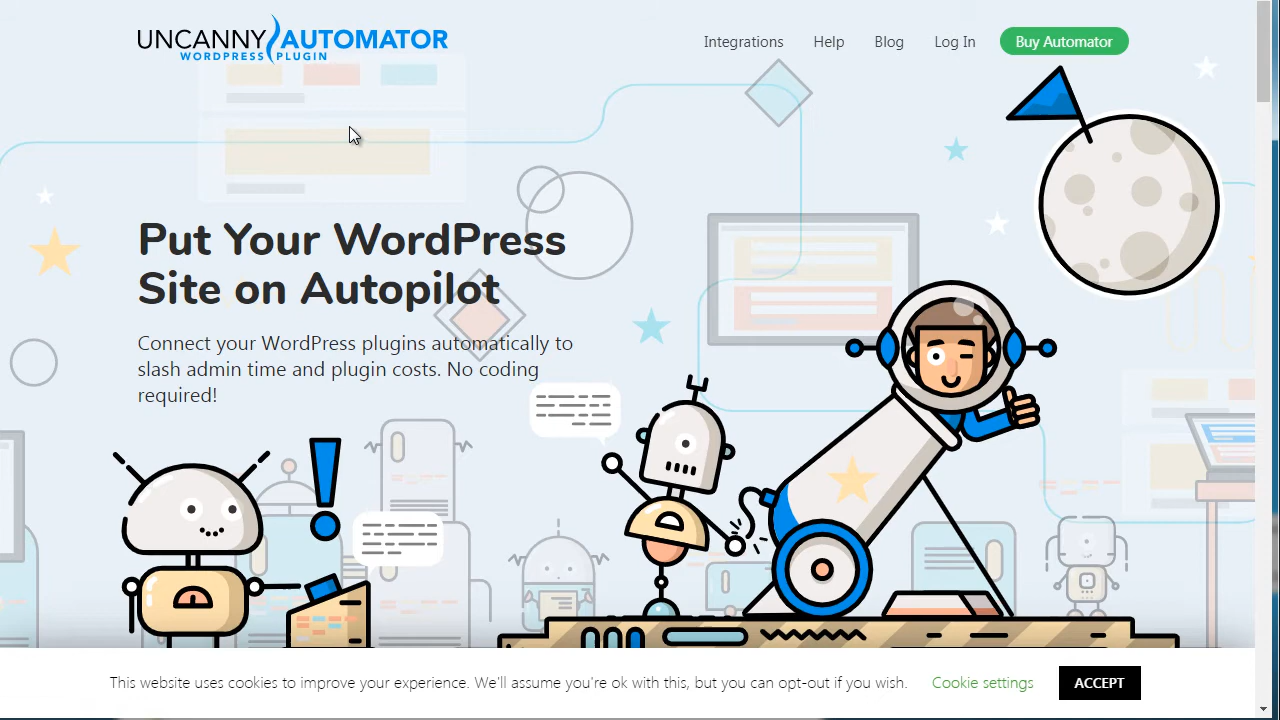 UNCANNY AUTOMATOR
WORDPRESS PLUGIN
Integrations
Help
Blog
Log In
Buy Automator
Put Your WordPress
Site on Autopilot
Connect your WordPress plugins automatically to
slash admin time and plugin costs. No coding
required!
This website uses cookies to improve your experience. We'll assume you're ok with this, but you can opt-out if you wish.
Cookie settings
ACCEPT